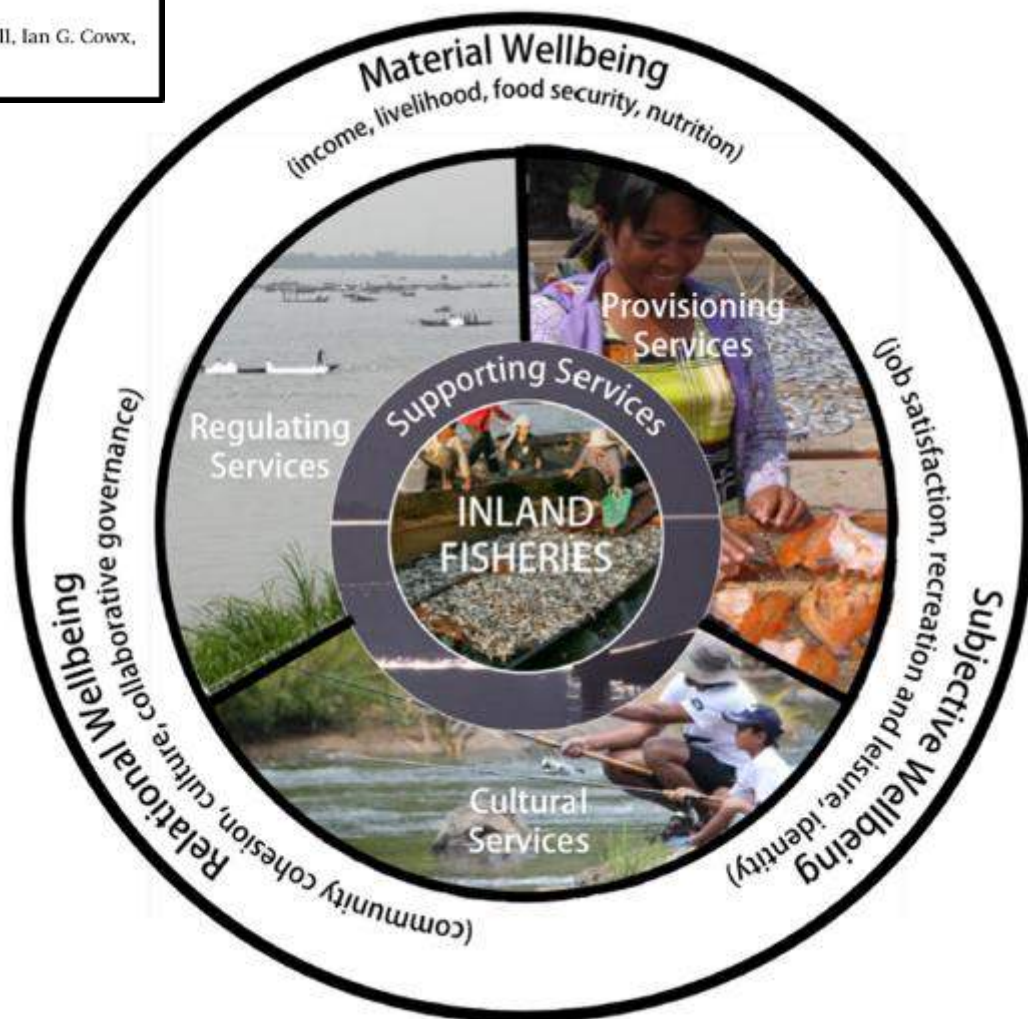 Ian G. Cowx,
Material Wellbeing
(income, livelihood, food security, nutrition)
Provisioning
Services
Regulating
Services
Supporting Services
INLAND
FISHERIES
Cultural
Services
Subjective Wellbeing
(job satisfaction, recreation and leisure, identity)
Relational Wellbeing
(community cohesion, culture, collaborative governance)